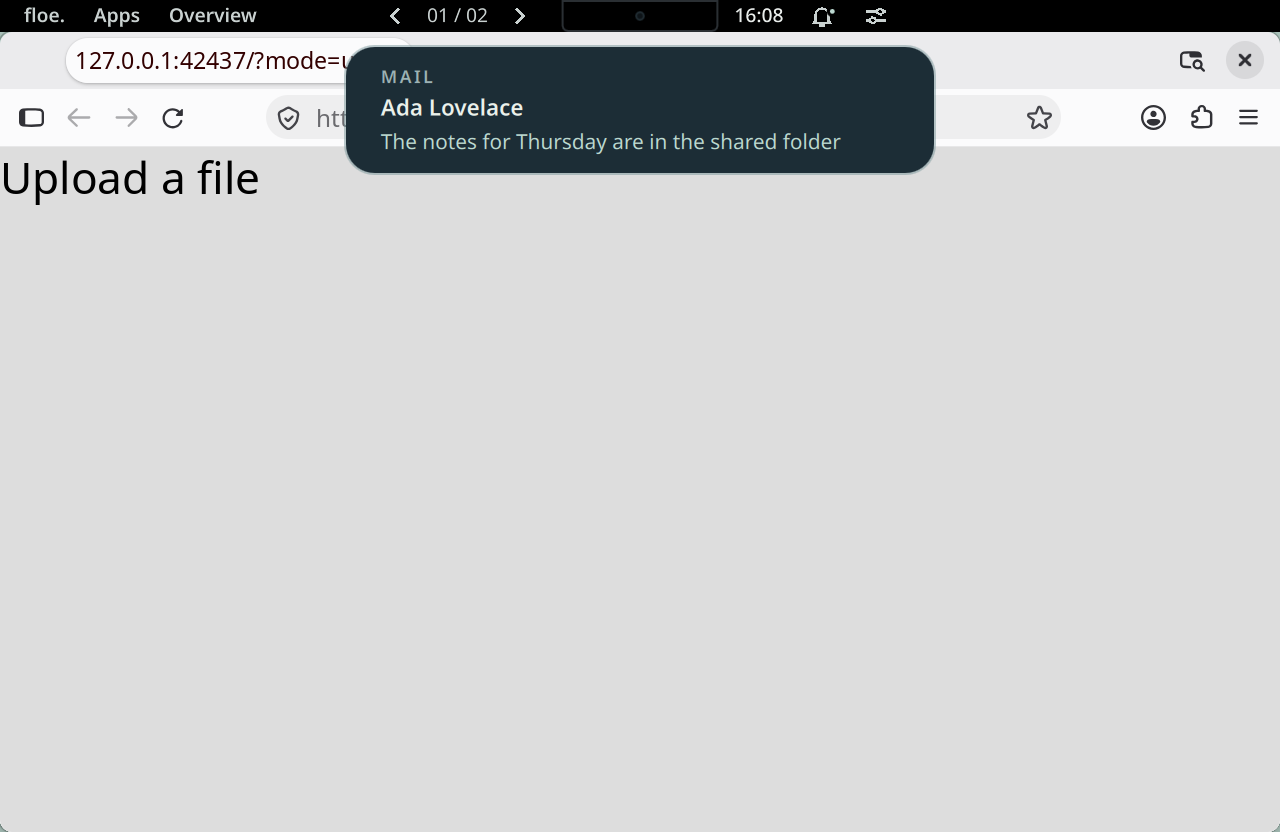 floe. Apps Overview 01 / 02 16:08
127.0.0.1:42437/?mode=u
MAIL
Ada Lovelace
The notes for Thursday are in the shared folder
htt
Upload a file